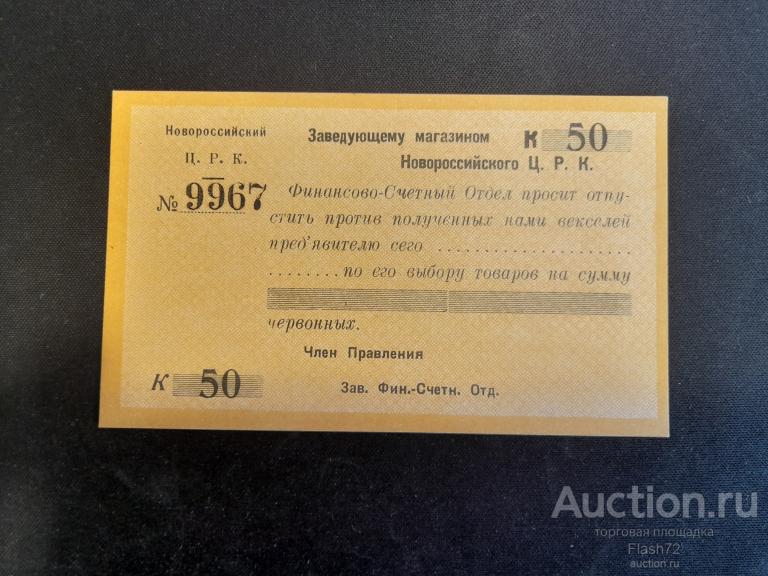 Новороссийский
Ц. Р. К.
№ 9967
Заведующему магазином К 50
Новороссийского Ц. Р. К.
Финансово-Счетный Отдел просит отпу-
стить против полученных нами векселей
пред'явителю сего ......................
........по его выбору товаров на сумму
червонных.
Член Правления
К 50
Зав. Фин.-Счетн. Отд.
Auction.ru
торговая площадка
Flash72
auction.ru